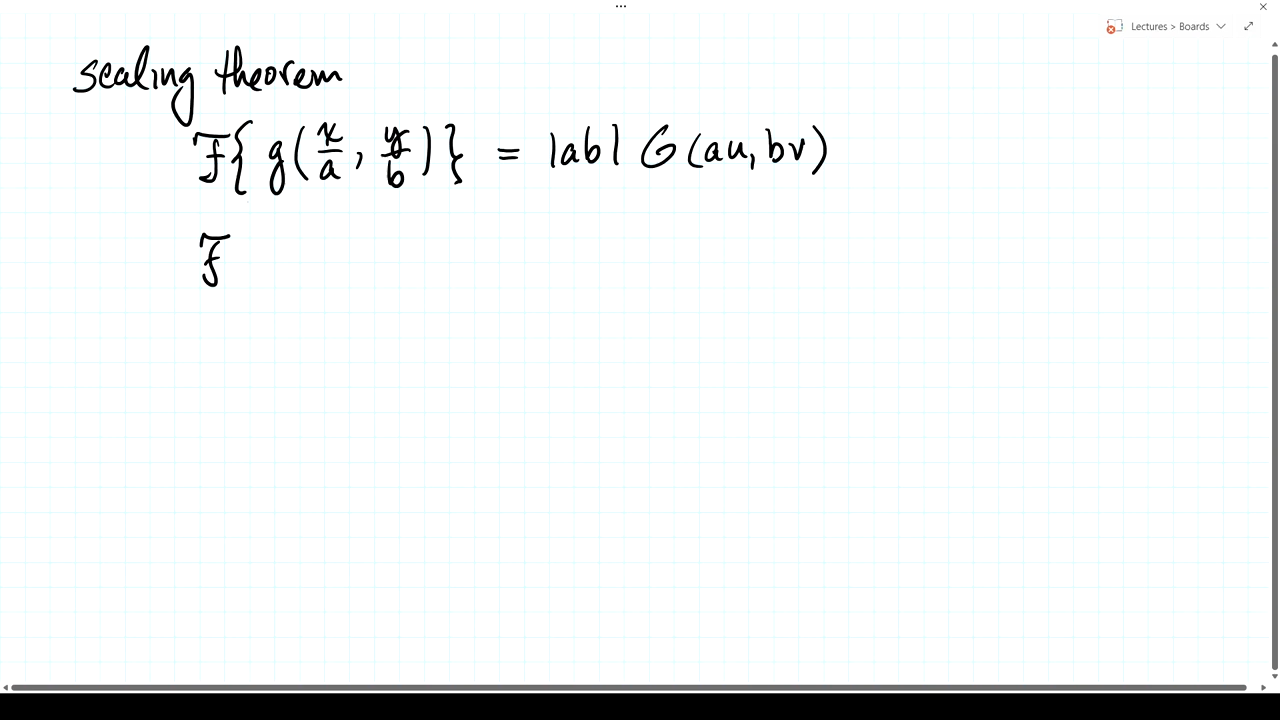 Lectures > Boards
scaling theorem
ℱ{ g(x/a, y/b) } = |ab| G(au, bv)
ℱ